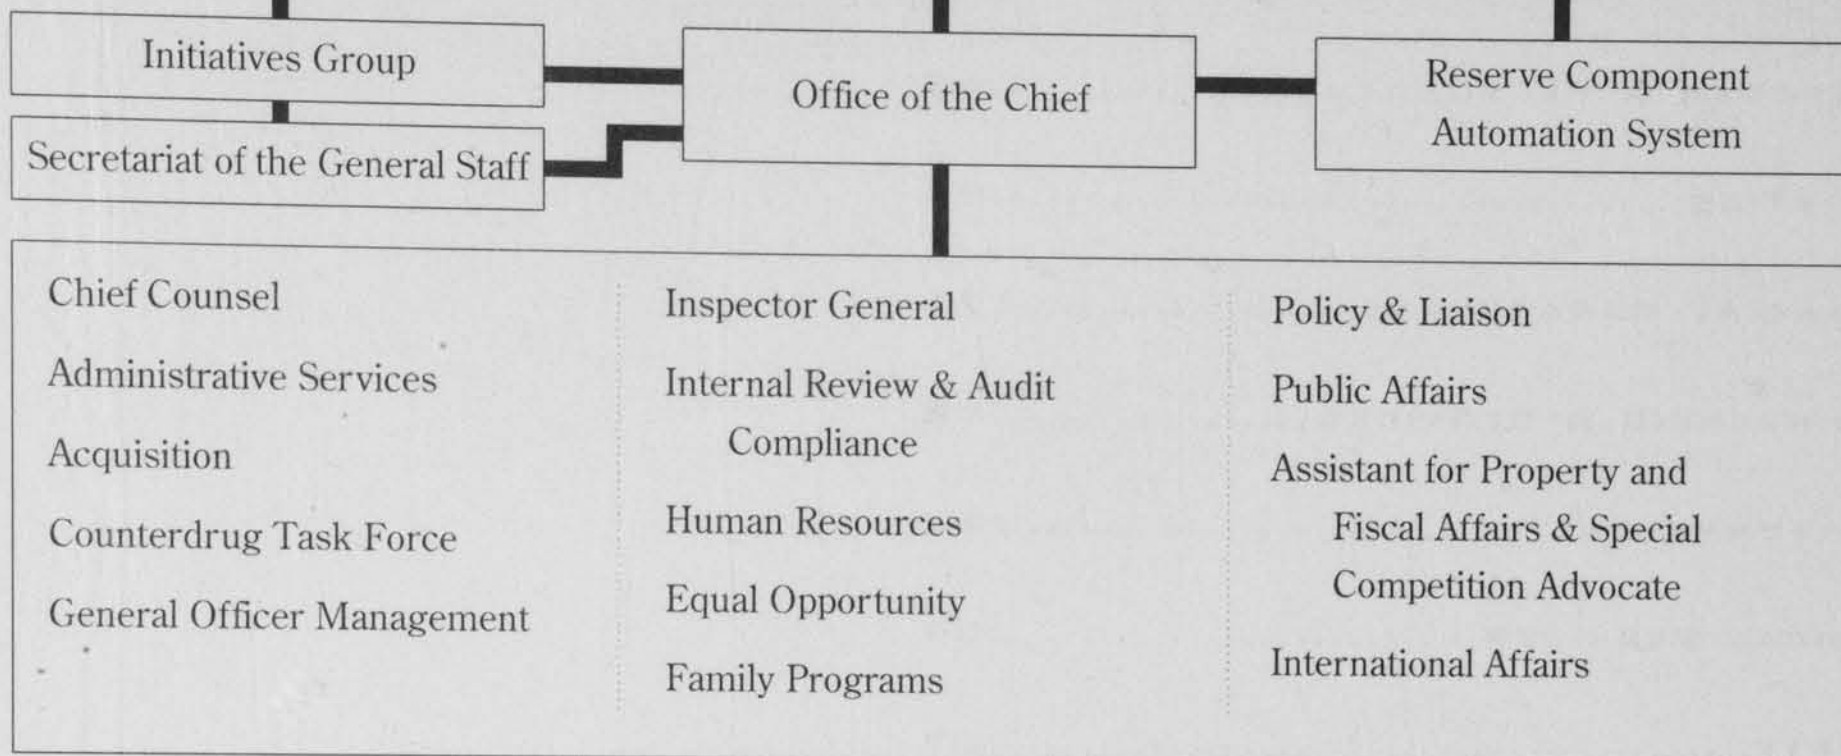 Initiatives Group
Secretariat of the General Staff
Office of the Chief
Reserve Component
Automation System
Chief Counsel
Administrative Services
Acquisition
Counterdrug Task Force
General Officer Management
Inspector General
Internal Review & Audit
Compliance
Human Resources
Equal Opportunity
Family Programs
Policy & Liaison
Public Affairs
Assistant for Property and
Fiscal Affairs & Special
Competition Advocate
International Affairs